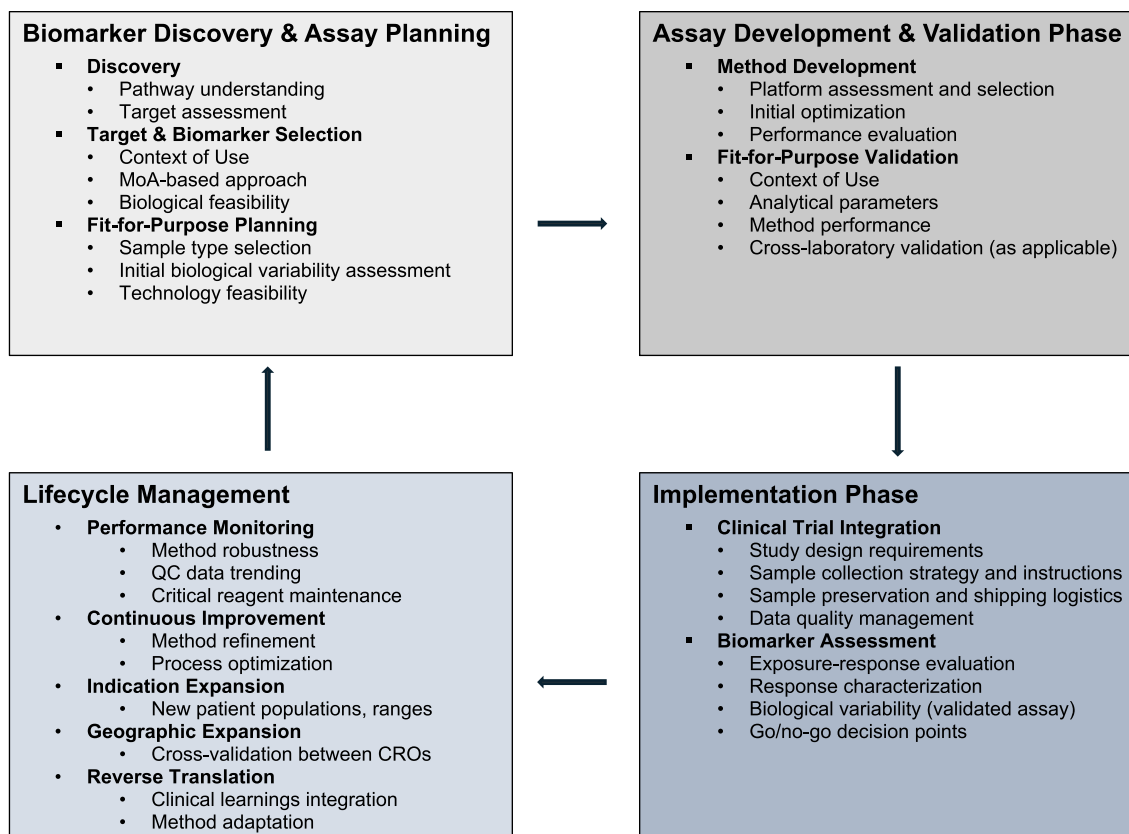 Biomarker Discovery & Assay Planning
▪ Discovery
• Pathway understanding
• Target assessment
▪ Target & Biomarker Selection
• Context of Use
• MoA-based approach
• Biological feasibility
▪ Fit-for-Purpose Planning
• Sample type selection
• Initial biological variability assessment
• Technology feasibility
Assay Development & Validation Phase
▪ Method Development
• Platform assessment and selection
• Initial optimization
• Performance evaluation
▪ Fit-for-Purpose Validation
• Context of Use
• Analytical parameters
• Method performance
• Cross-laboratory validation (as applicable)
Implementation Phase
▪ Clinical Trial Integration
• Study design requirements
• Sample collection strategy and instructions
• Sample preservation and shipping logistics
• Data quality management
▪ Biomarker Assessment
• Exposure-response evaluation
• Response characterization
• Biological variability (validated assay)
• Go/no-go decision points
Lifecycle Management
• Performance Monitoring
• Method robustness
• QC data trending
• Critical reagent maintenance
• Continuous Improvement
• Method refinement
• Process optimization
• Indication Expansion
• New patient populations, ranges
• Geographic Expansion
• Cross-validation between CROs
• Reverse Translation
• Clinical learnings integration
• Method adaptation